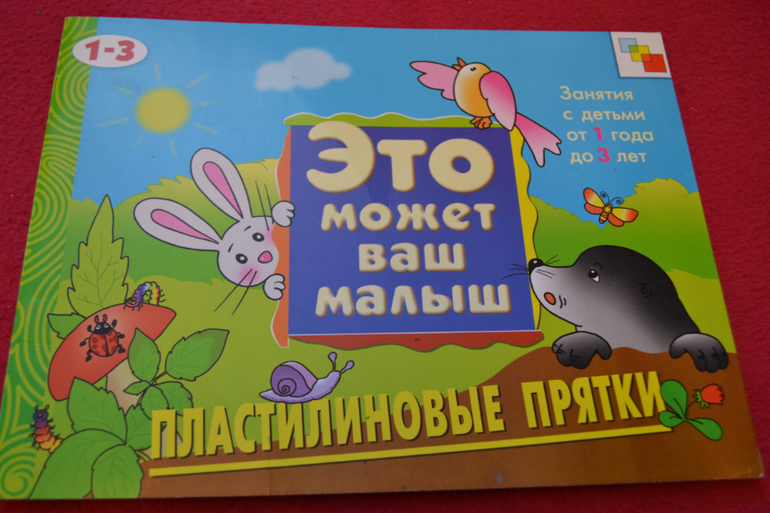 1-3
Занятия
с детьми
от 1 года
до 3 лет
Это
может
ваш
малыш
ПЛАСТИЛИНОВЫЕ ПРЯТКИ